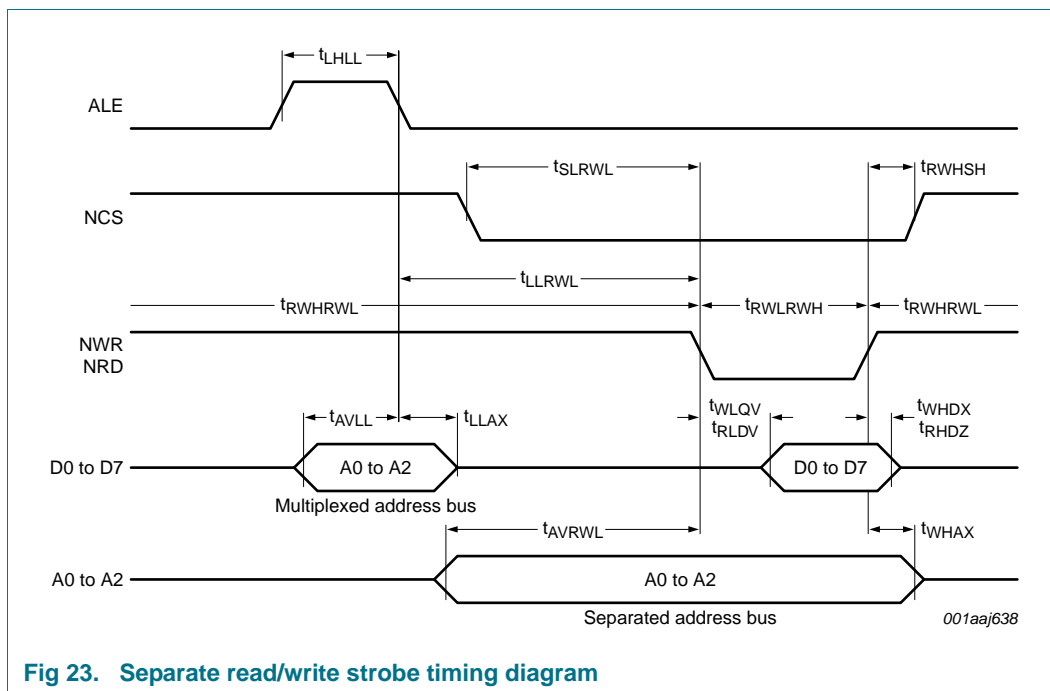 tLHLL
ALE
tSLRWL
tRWHSH
NCS
tLLRWL
tRWHRWL
tRWLRWH
tRWHRWL
NWR
NRD
tAVLL
tLLAX
tWLQV
tRLDV
tWHDX
tRHDZ
D0 to D7
A0 to A2
D0 to D7
Multiplexed address bus
tAVRWL
tWHAX
A0 to A2
A0 to A2
Separated address bus
001aaj638
Fig 23. Separate read/write strobe timing diagram